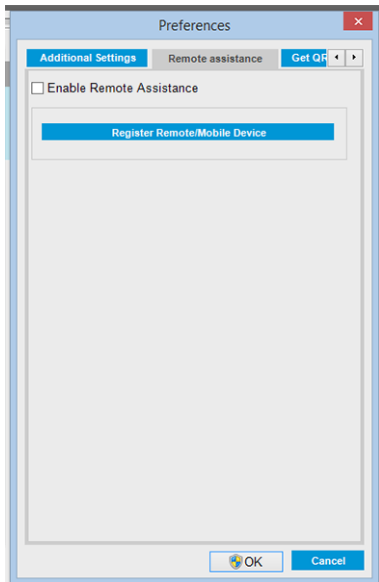 Preferences
Additional Settings Remote assistance Get QR
Enable Remote Assistance
Register Remote/Mobile Device
OK Cancel